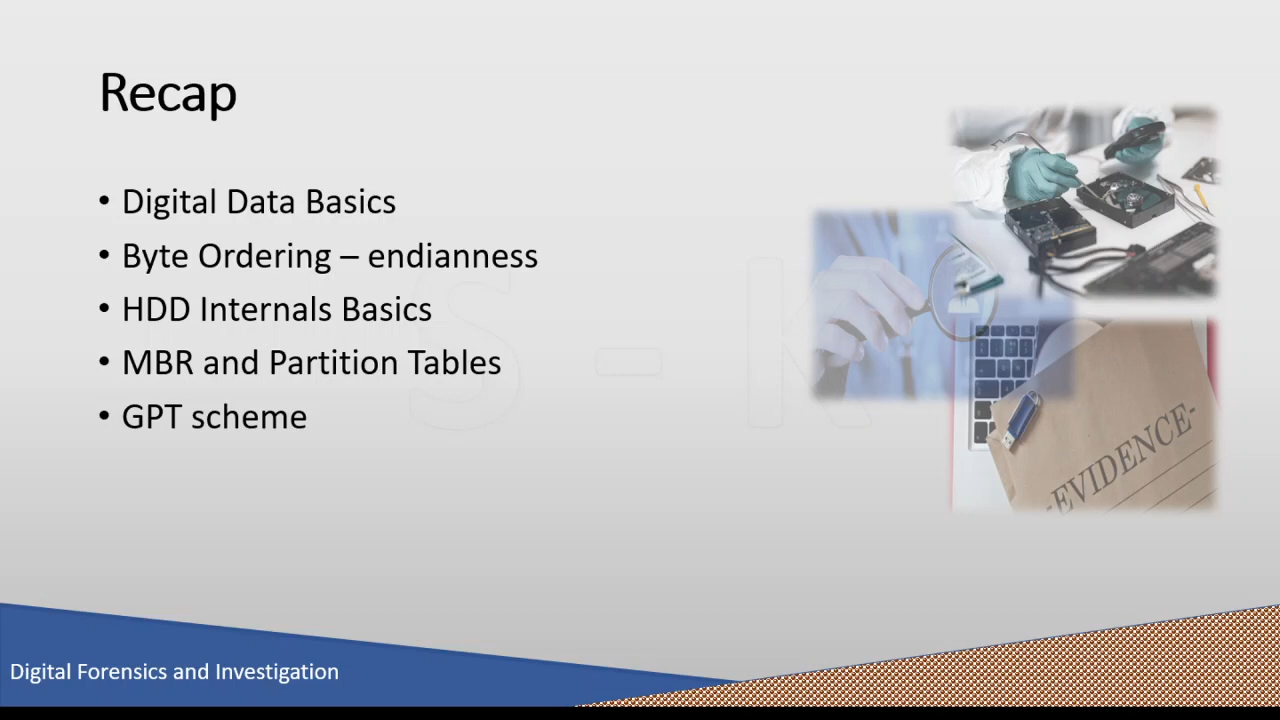 Recap
• Digital Data Basics
• Byte Ordering – endianness
• HDD Internals Basics
• MBR and Partition Tables
• GPT scheme
-EVIDENCE-
Digital Forensics and Investigation